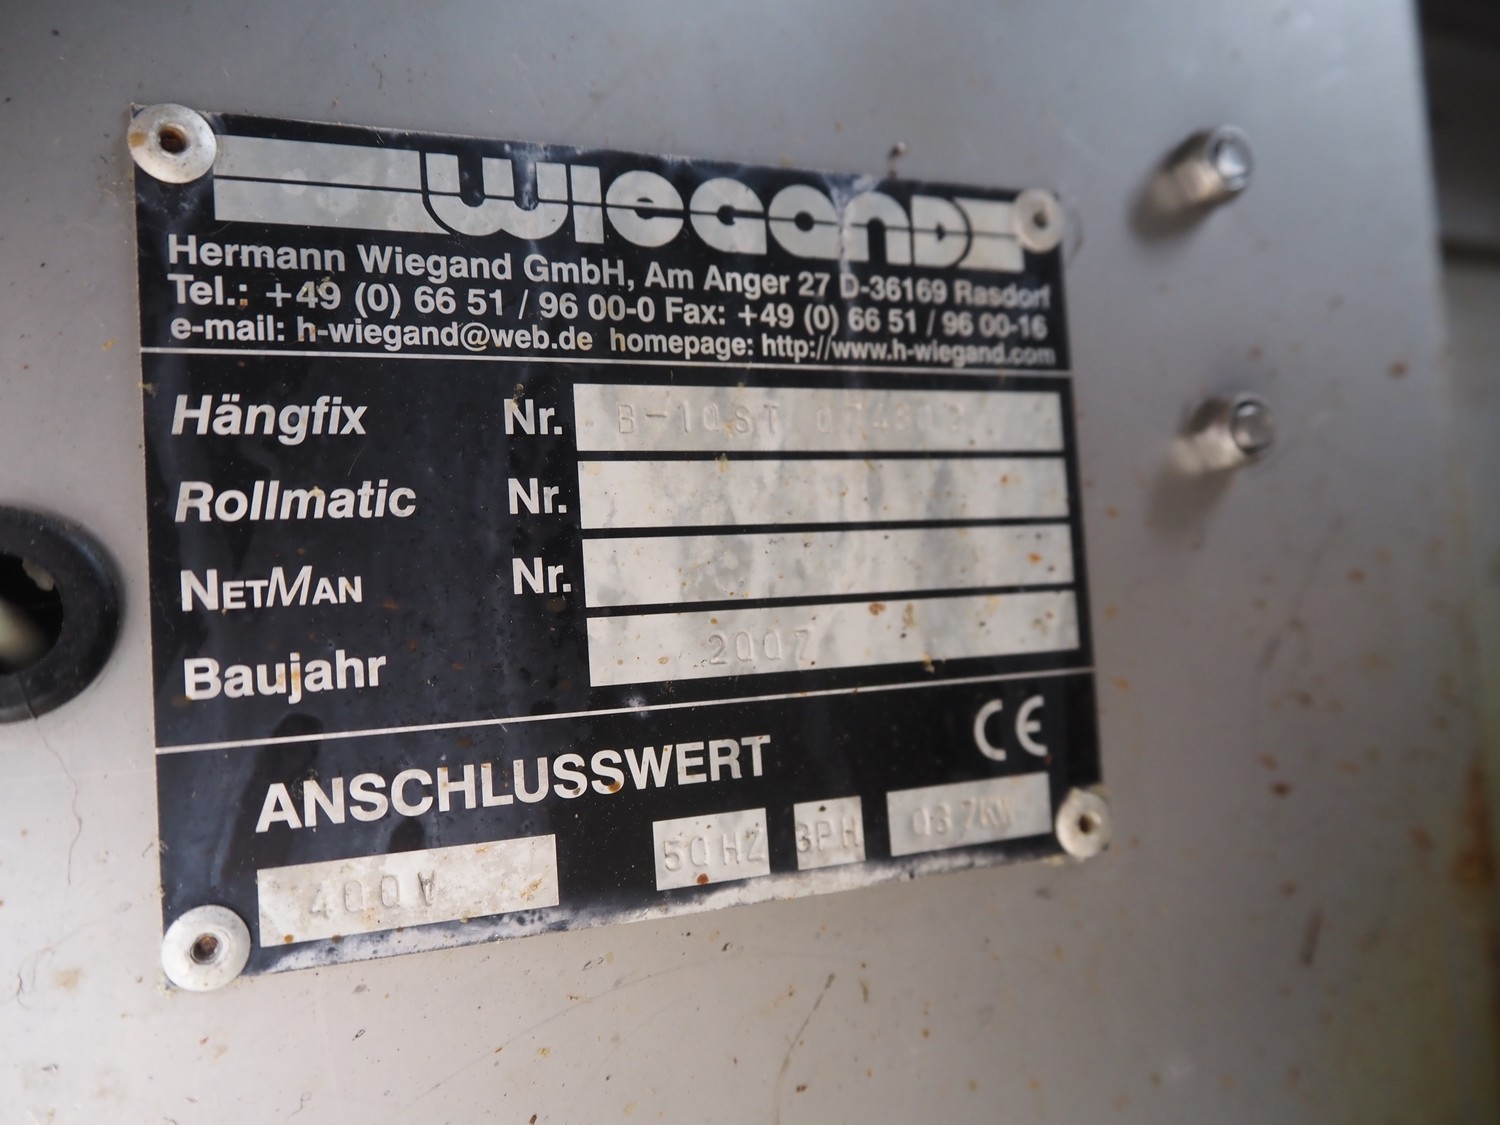 WIEGAND
Hermann Wiegand GmbH, Am Anger 27 D-36169 Rasdorf
Tel.: +49 (0) 66 51 / 96 00-0 Fax: +49 (0) 66 51 / 96 00-16
e-mail: h-wiegand@web.de homepage: http://www.h-wiegand.com
Hängfix Nr. B-10ST
Rollmatic Nr.
NETMAN Nr.
Baujahr 2007
CE
ANSCHLUSSWERT
400V 50HZ 3PH